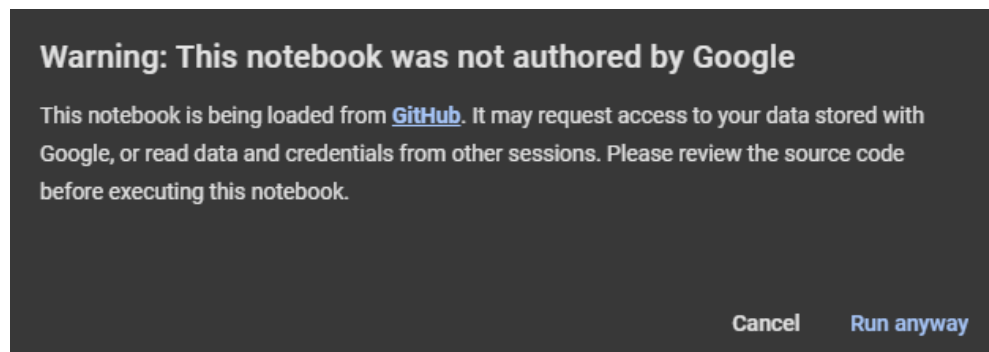 Warning: This notebook was not authored by Google
This notebook is being loaded from GitHub. It may request access to your data stored with
Google, or read data and credentials from other sessions. Please review the source code
before executing this notebook.
Cancel Run anyway